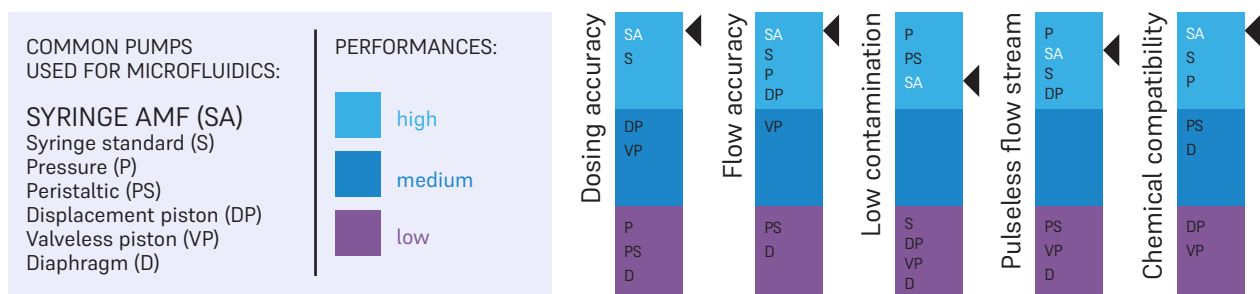 COMMON PUMPS
USED FOR MICROFLUIDICS:
SYRINGE AMF (SA)
Syringe standard (S)
Pressure (P)
Peristaltic (PS)
Displacement piston (DP)
Valveless piston (VP)
Diaphragm (D)
PERFORMANCES:
high
medium
low
Dosing accuracy
SA
S
DP
VP
P
PS
D
Flow accuracy
SA
S
P
DP
VP
PS
D
Low contamination
P
PS
SA
S
DP
VP
D
Pulseless flow stream
P
SA
S
DP
PS
VP
D
Chemical compatibility
SA
S
P
PS
D
DP
VP